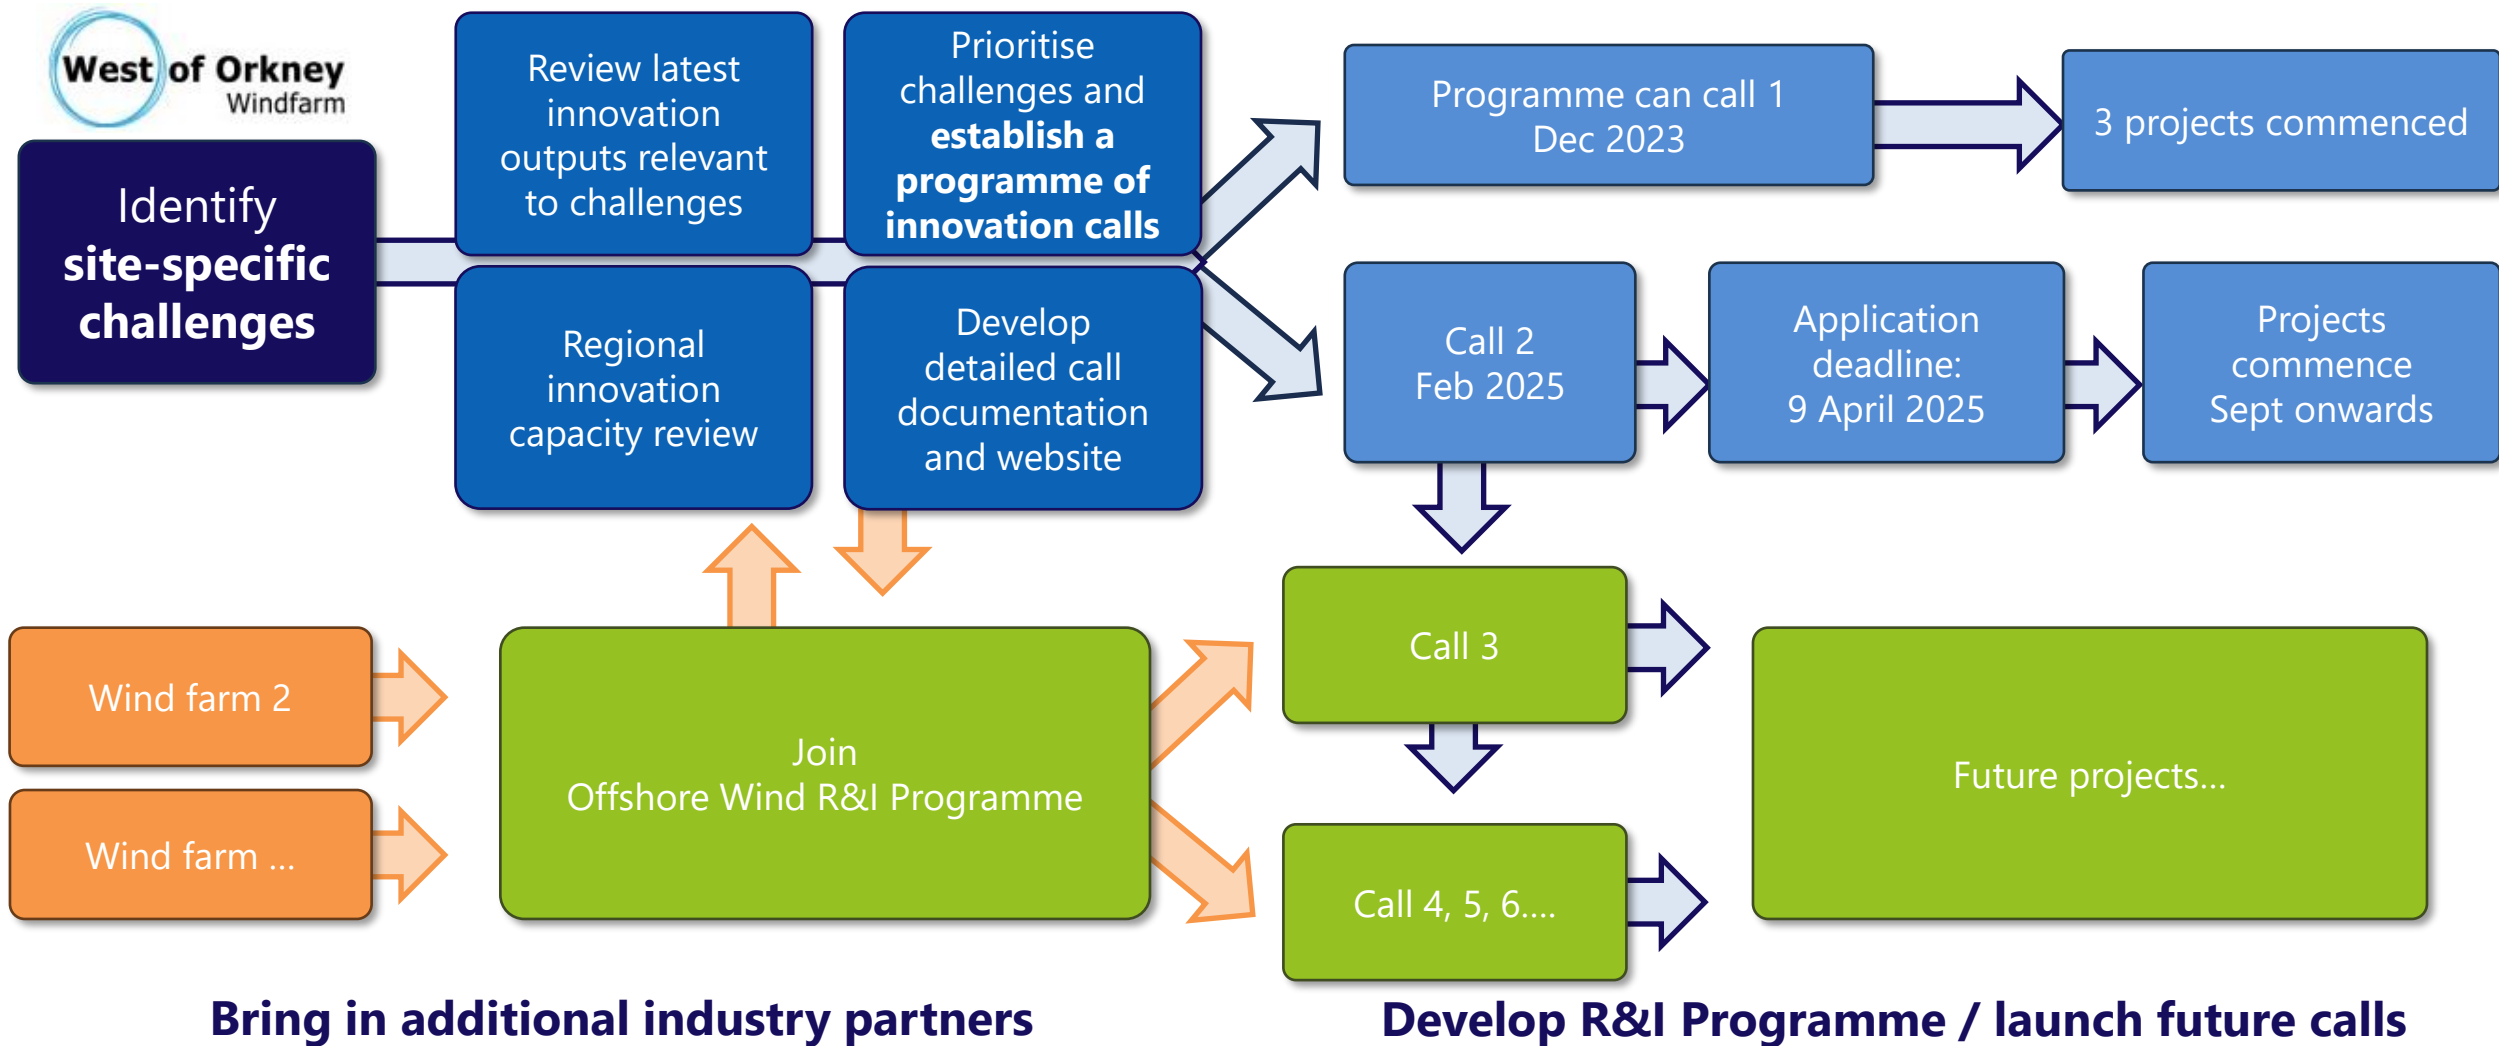 West of Orkney
Windfarm
Identify
site-specific
challenges
Review latest
innovation
outputs relevant
to challenges
Prioritise
challenges and
establish a
programme of
innovation calls
Regional
innovation
capacity review
Develop
detailed call
documentation
and website
Programme can call 1
Dec 2023
3 projects commenced
Call 2
Feb 2025
Application
deadline:
9 April 2025
Projects
commence
Sept onwards
Wind farm 2
Wind farm ...
Join
Offshore Wind R&I Programme
Call 3
Call 4, 5, 6....
Future projects...
Bring in additional industry partners
Develop R&I Programme / launch future calls